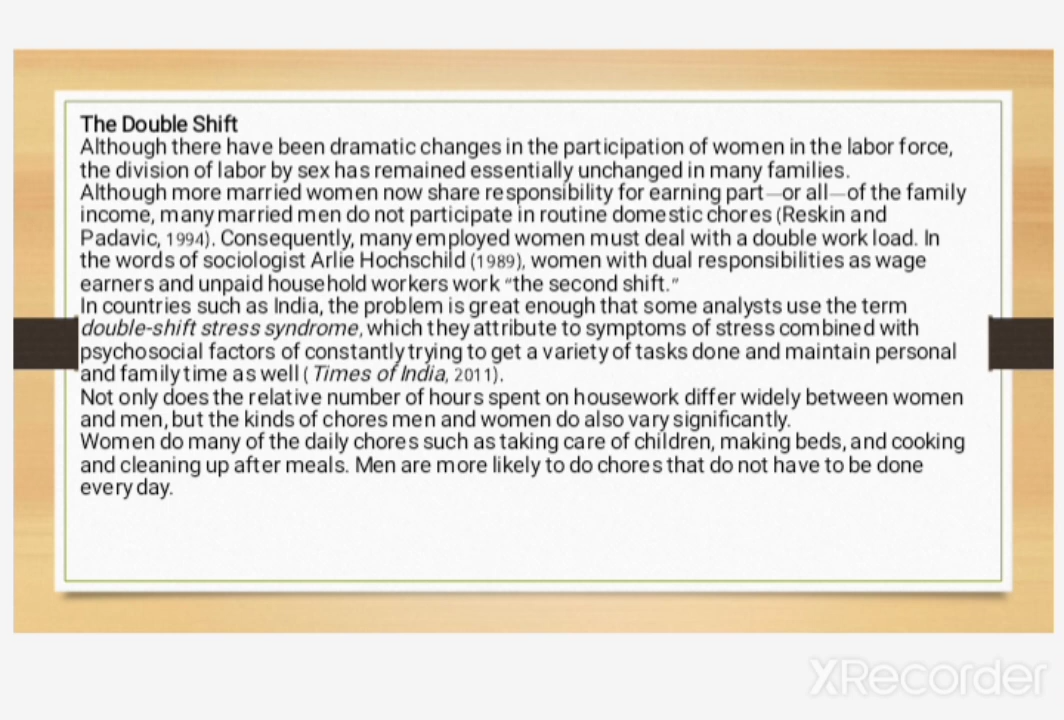 The Double Shift
Although there have been dramatic changes in the participation of women in the labor force,
the division of labor by sex has remained essentially unchanged in many families.
Although more married women now share responsibility for earning part—or all—of the family
income, many married men do not participate in routine domestic chores (Reskin and
Padavic, 1994). Consequently, many employed women must deal with a double work load. In
the words of sociologist Arlie Hochschild (1989), women with dual responsibilities as wage
earners and unpaid household workers work “the second shift.”
In countries such as India, the problem is great enough that some analysts use the term
double-shift stress syndrome, which they attribute to symptoms of stress combined with
psychosocial factors of constantly trying to get a variety of tasks done and maintain personal
and family time as well ( Times of India, 2011).
Not only does the relative number of hours spent on housework differ widely between women
and men, but the kinds of chores men and women do also vary significantly.
Women do many of the daily chores such as taking care of children, making beds, and cooking
and cleaning up after meals. Men are more likely to do chores that do not have to be done
every day.
XRecorder